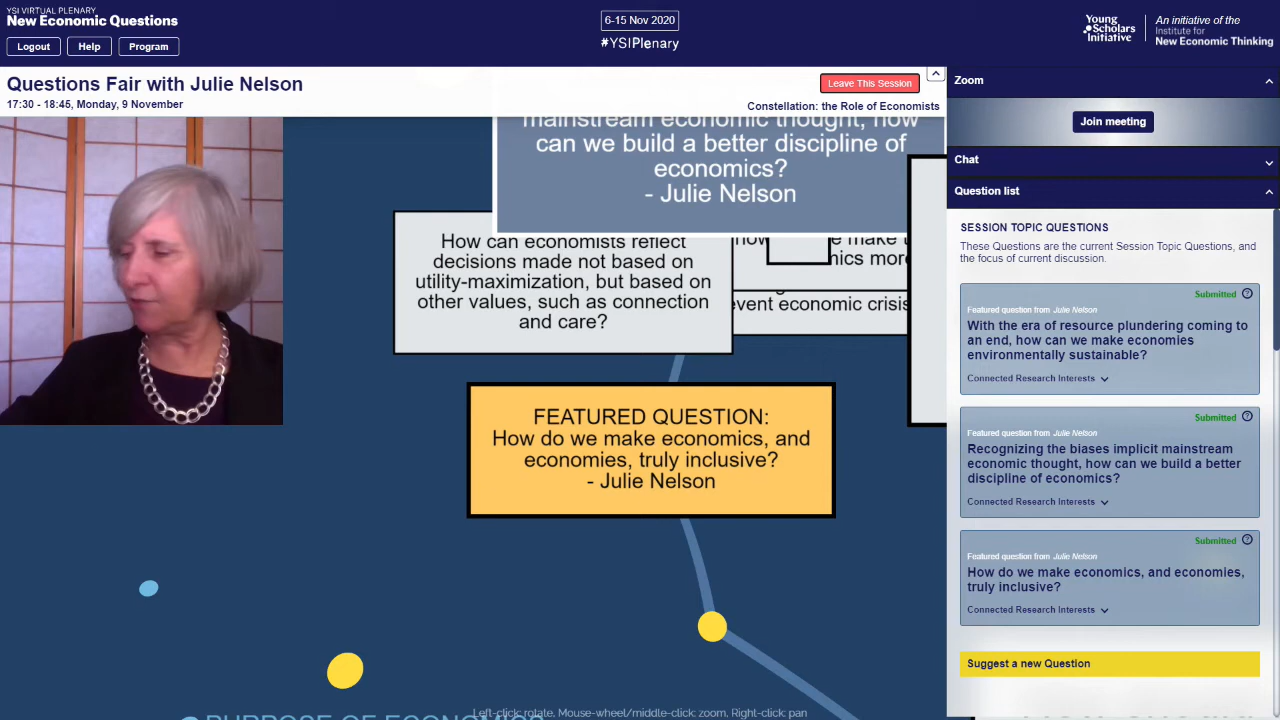 YSI VIRTUAL PLENARY
New Economic Questions
Logout
Help
Program
6-15 Nov 2020
#YSIPlenary
Young
Scholars
Initiative
An initiative of the
Institute for
New Economic Thinking
Questions Fair with Julie Nelson
17:30 - 18:45, Monday, 9 November
Leave This Session
Constellation: the Role of Economists
mainstream economic thought, how
can we build a better discipline of
economics?
- Julie Nelson
How can economists reflect
decisions made not based on
utility-maximization, but based on
other values, such as connection
and care?
FEATURED QUESTION:
How do we make economics, and
economies, truly inclusive?
- Julie Nelson
economic crisis
PURPOSE OF
Left-click: rotate, Mouse-wheel/middle-click: zoom, Right-click: pan
Zoom
Join meeting
Chat
Question list
SESSION TOPIC QUESTIONS
These Questions are the current Session Topic Questions, and
the focus of current discussion.
Submitted
Featured question from Julie Nelson
With the era of resource plundering coming to
an end, how can we make economies
environmentally sustainable?
Connected Research Interests
Submitted
Featured question from Julie Nelson
Recognizing the biases implicit mainstream
economic thought, how can we build a better
discipline of economics?
Connected Research Interests
Submitted
Featured question from Julie Nelson
How do we make economics, and economies,
truly inclusive?
Connected Research Interests
Suggest a new Question